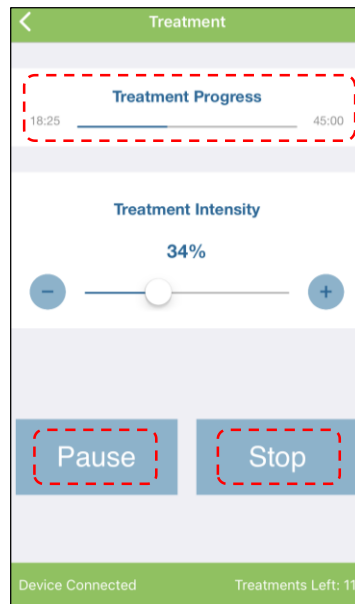 Treatment
Treatment Progress
18:25 45:00
Treatment Intensity
34%
− +
Pause Stop
Device Connected Treatments Left: 11